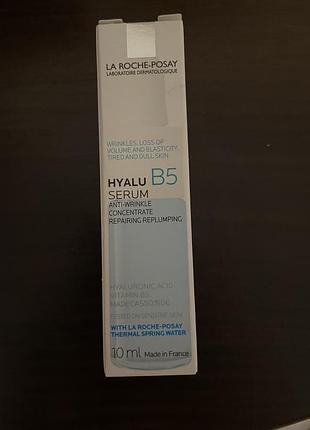 LA ROCHE-POSAY
LABORATOIRE DERMATOLOGIQUE
WRINKLES, LOSS OF
VOLUME AND ELASTICITY,
TIRED AND DULL SKIN.
HYALU B5
SERUM
ANTI-WRINKLE
CONCENTRATE
REPAIRING REPLUMPING
HYALURONIC ACID
VITAMIN B5
MADECASSOSIDE
TESTED ON SENSITIVE SKIN
WITH LA ROCHE-POSAY
THERMAL SPRING WATER
10 ml Made in France